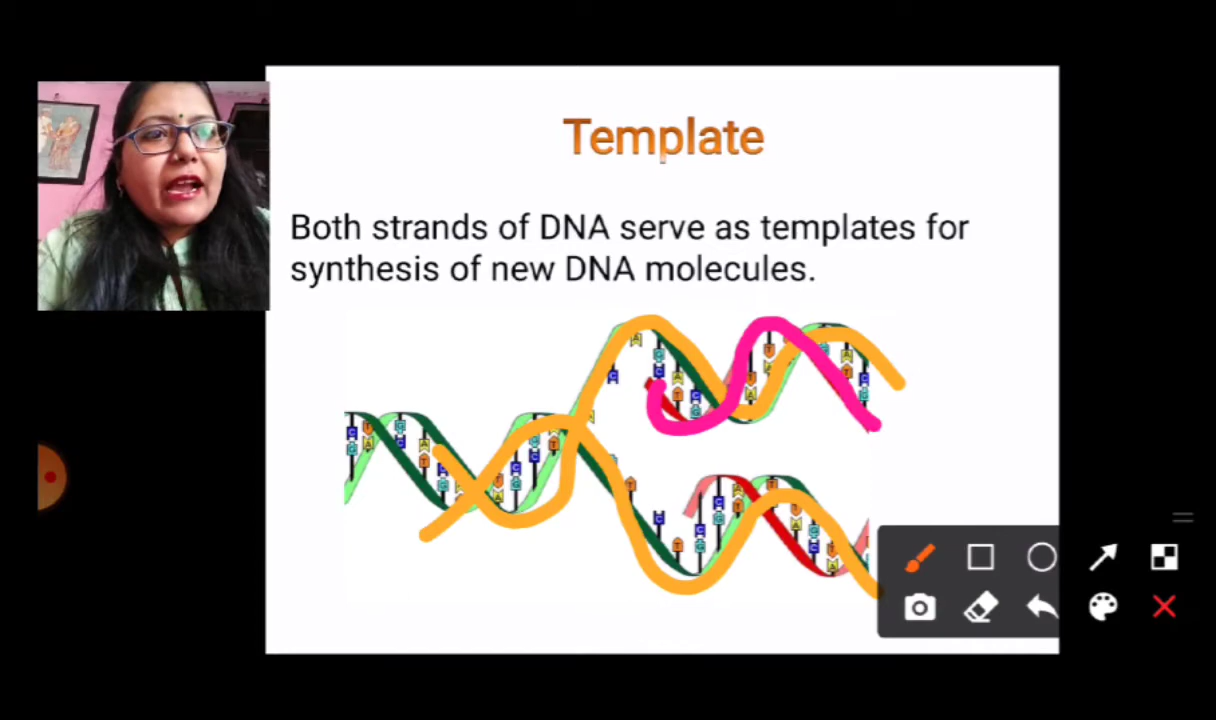 Template
Both strands of DNA serve as templates for
synthesis of new DNA molecules.